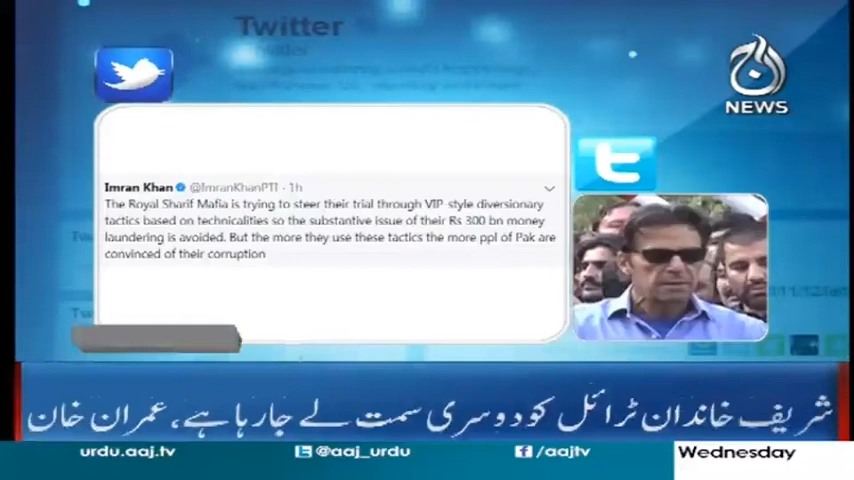 Twitter
آج
NEWS
Imran Khan @ImranKhanPTI · 1h
The Royal Sharif Mafia is trying to steer their trial through VIP-style diversionary
tactics based on technicalities so the substantive issue of their Rs 300 bn money
laundering is avoided. But the more they use these tactics the more ppl of Pak are
convinced of their corruption
شریف خاندان ٹرائل کو دوسری سمت لے جا رہا ہے، عمران خان
urdu.aaj.tv
@aaj_urdu
/aajtv
Wednesday